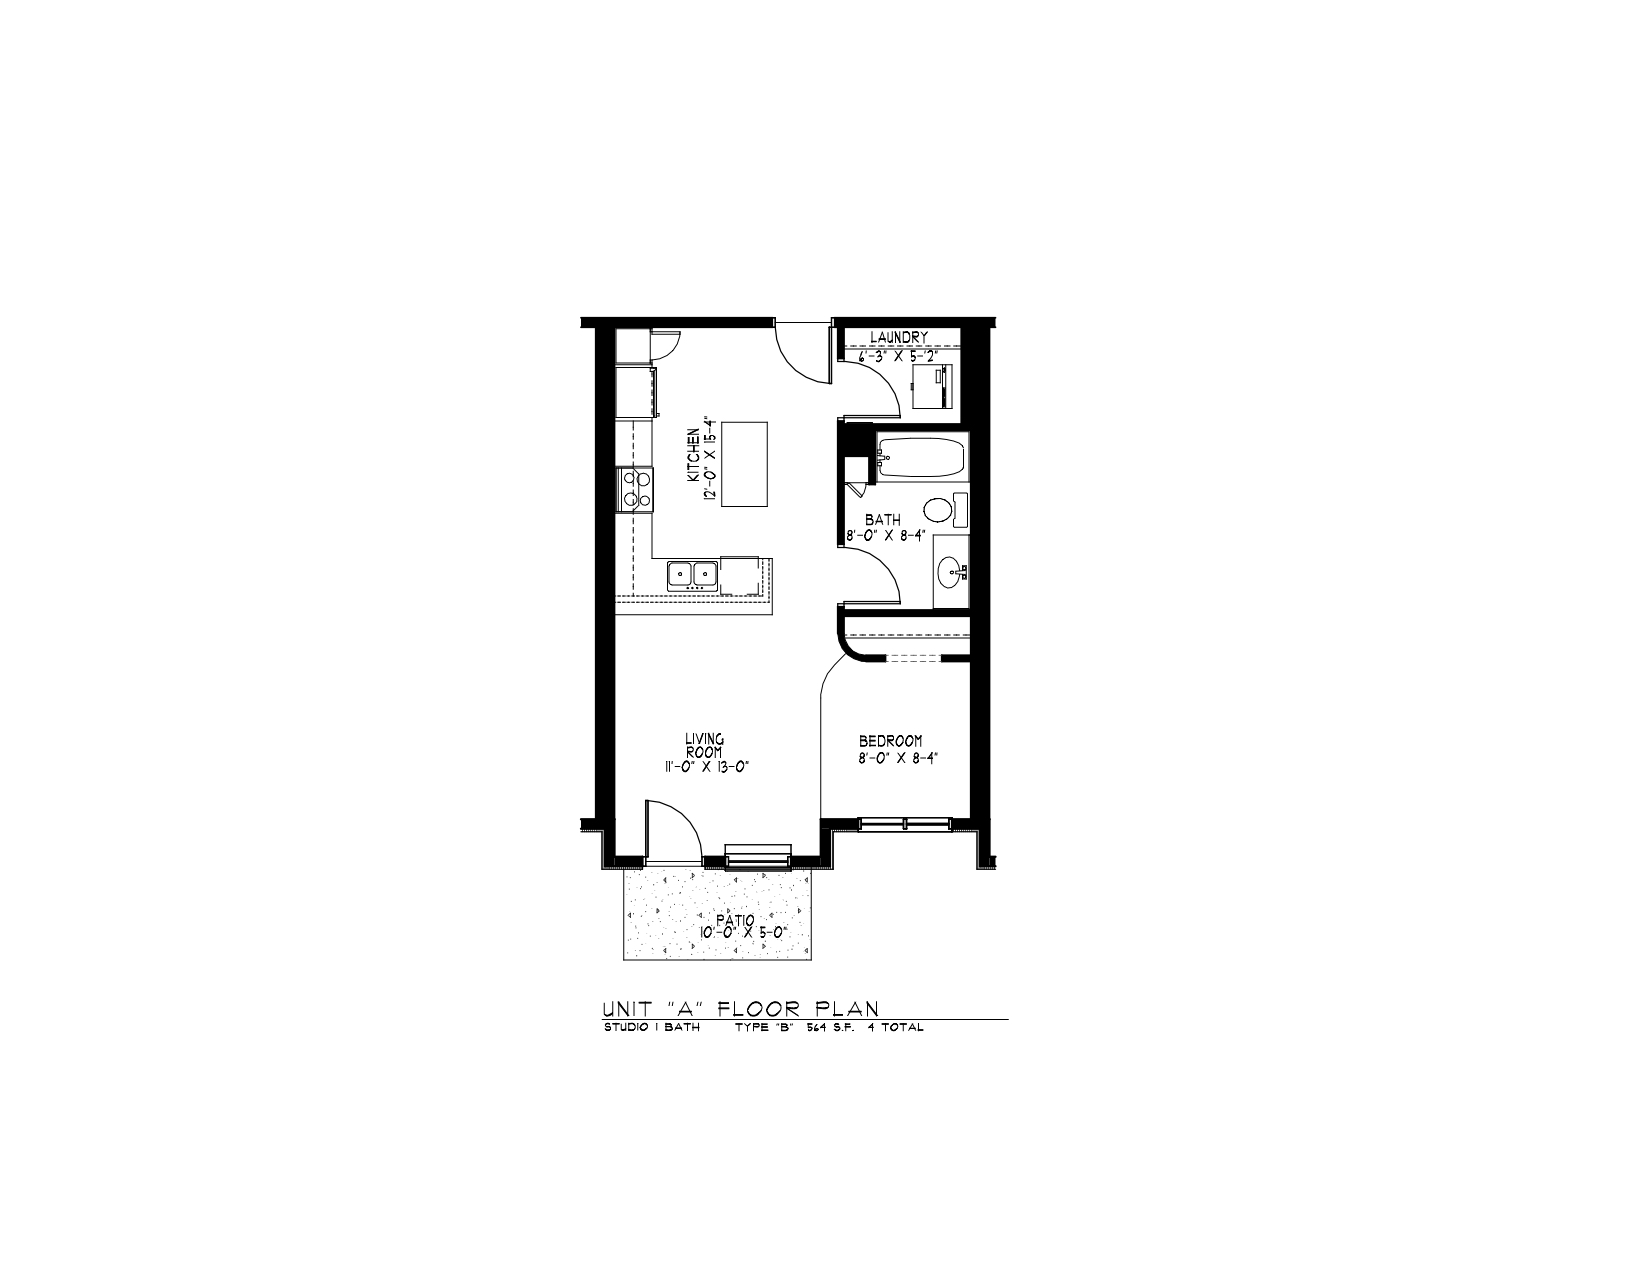 LAUNDRY
6'-3" X 5-'2"
KITCHEN
12'-0" X 15-4"
BATH
8'-0" X 8-4"
LIVING
ROOM
11'-0" X 13-0"
BEDROOM
8'-0" X 8-4"
PATIO
10'-0" X 5-0"
UNIT "A" FLOOR PLAN
STUDIO 1 BATH TYPE "B" 564 S.F. 4 TOTAL